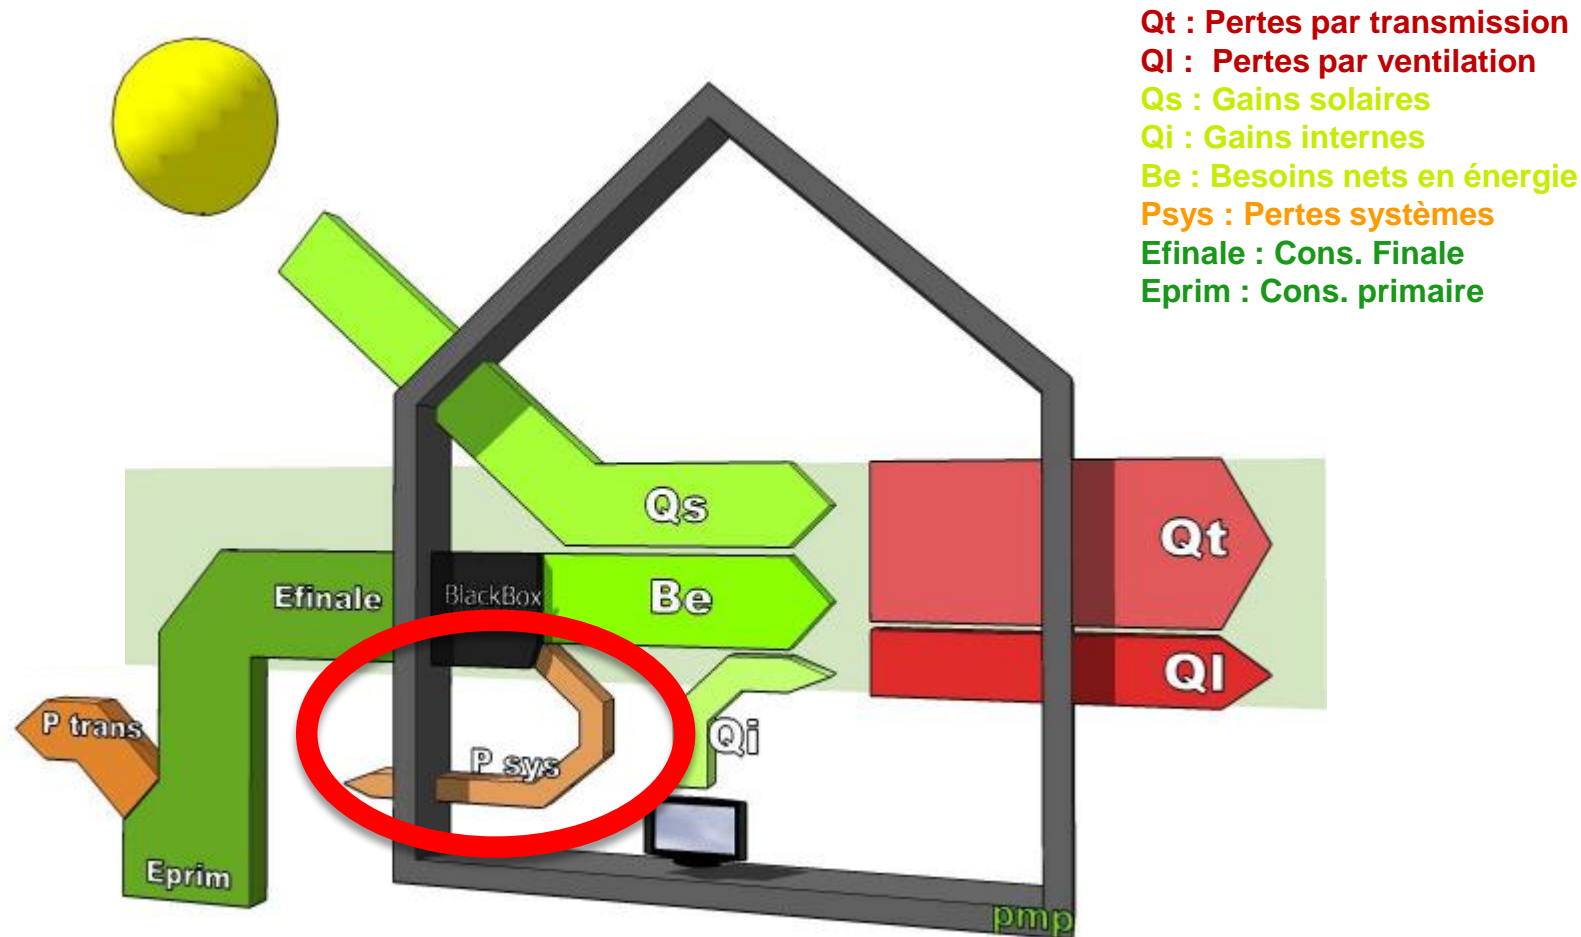 Qt : Pertes par transmission
Ql :  Pertes par ventilation
Qs : Gains solaires
Qi : Gains internes
Be : Besoins nets en énergie
Psys : Pertes systèmes
Efinale : Cons. Finale
Eprim : Cons. primaire
Qs
Qt
Efinale
BlackBox
Be
Ql
P trans
Qi
P sys
Eprim
pmp